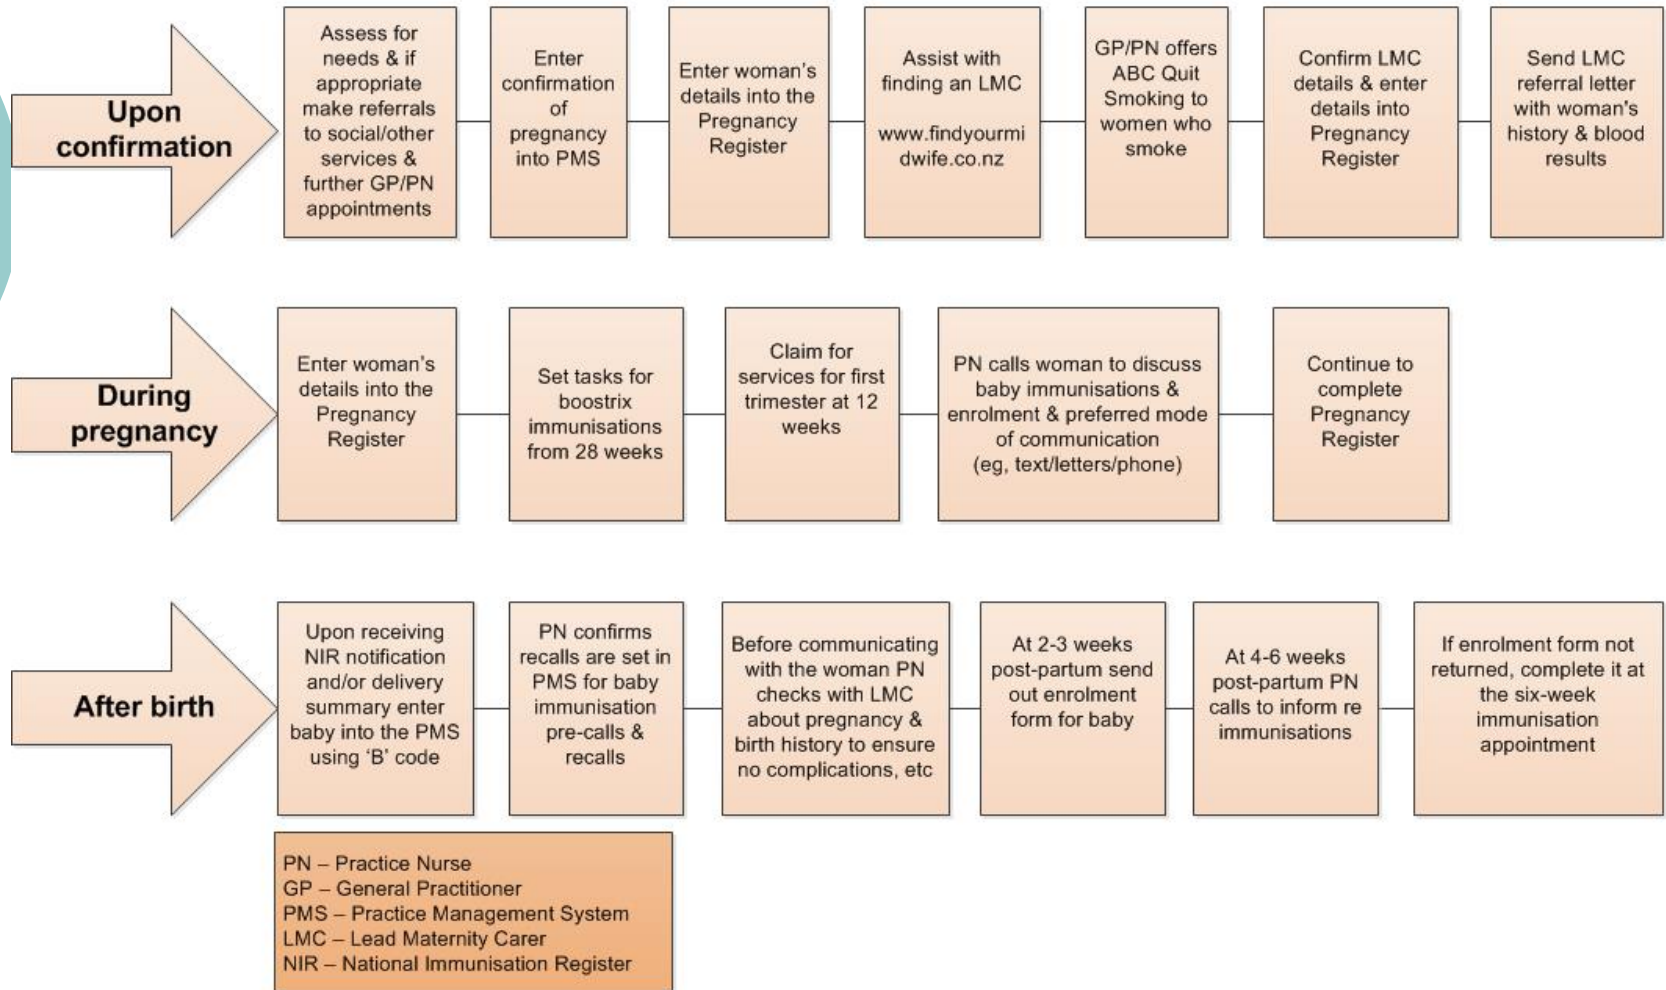 Upon
confirmation
Assess for
needs & if
appropriate
make referrals
to social/other
services &
further GP/PN
appointments
Enter
confirmation
of
pregnancy
into PMS
Enter woman's
details into the
Pregnancy
Register
Assist with
finding an LMC
www.findyourmi
dwife.co.nz
GP/PN offers
ABC Quit
Smoking to
women who
smoke
Confirm LMC
details & enter
details into
Pregnancy
Register
Send LMC
referral letter
with woman's
history & blood
results
During
pregnancy
Enter woman's
details into the
Pregnancy
Register
Set tasks for
boostrix
immunisations
from 28 weeks
Claim for
services for first
trimester at 12
weeks
PN calls woman to discuss
baby immunisations &
enrolment & preferred mode
of communication
(eg, text/letters/phone)
Continue to
complete
Pregnancy
Register
After birth
Upon receiving
NIR notification
and/or delivery
summary enter
baby into the PMS
using ‘B’ code
PN confirms
recalls are set in
PMS for baby
immunisation
pre-calls &
recalls
Before communicating
with the woman PN
checks with LMC
about pregnancy &
birth history to ensure
no complications, etc
At 2-3 weeks
post-partum send
out enrolment
form for baby
At 4-6 weeks
post-partum PN
calls to inform re
immunisations
If enrolment form not
returned, complete it at
the six-week
immunisation
appointment
PN – Practice Nurse
GP – General Practitioner
PMS – Practice Management System
LMC – Lead Maternity Carer
NIR – National Immunisation Register